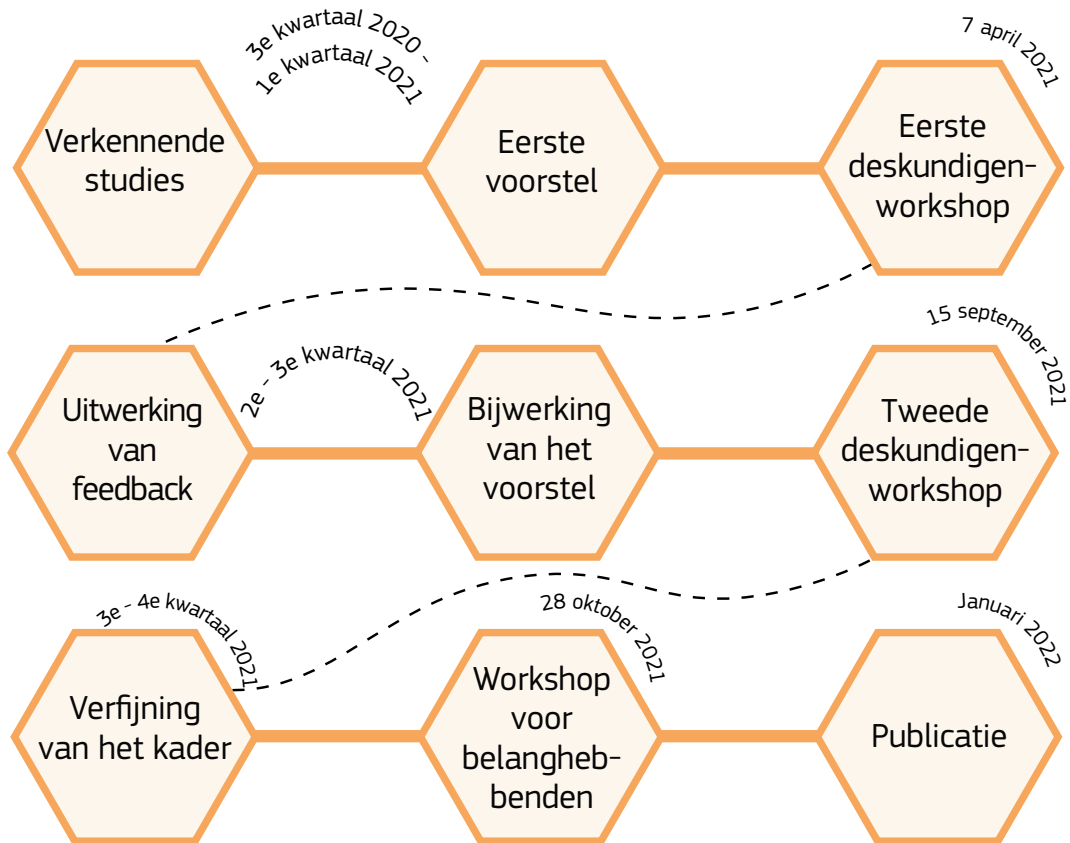 3e kwartaal 2020 -
1e kwartaal 2021
7 april 2021
Verkennende
studies
Eerste
voorstel
Eerste
deskundigen-
workshop
2e - 3e kwartaal 2021
15 september 2021
Uitwerking
van
feedback
Bijwerking
van het
voorstel
Tweede
deskundigen-
workshop
3e - 4e kwartaal 2021
28 oktober 2021
Januari 2022
Verfijning
van het kader
Workshop
voor
belangheb-
benden
Publicatie